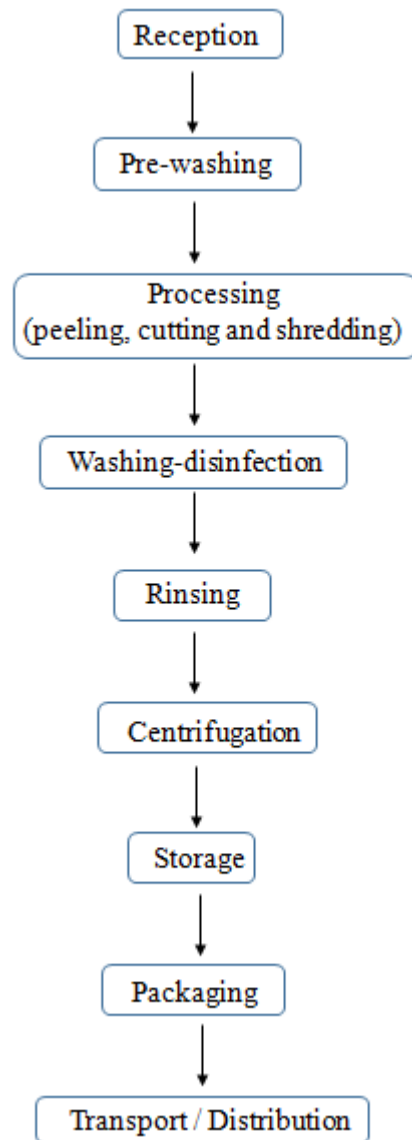 Reception
Pre-washing
Processing
(peeling, cutting and shredding)
Washing-disinfection
Rinsing
Centrifugation
Storage
Packaging
Transport / Distribution